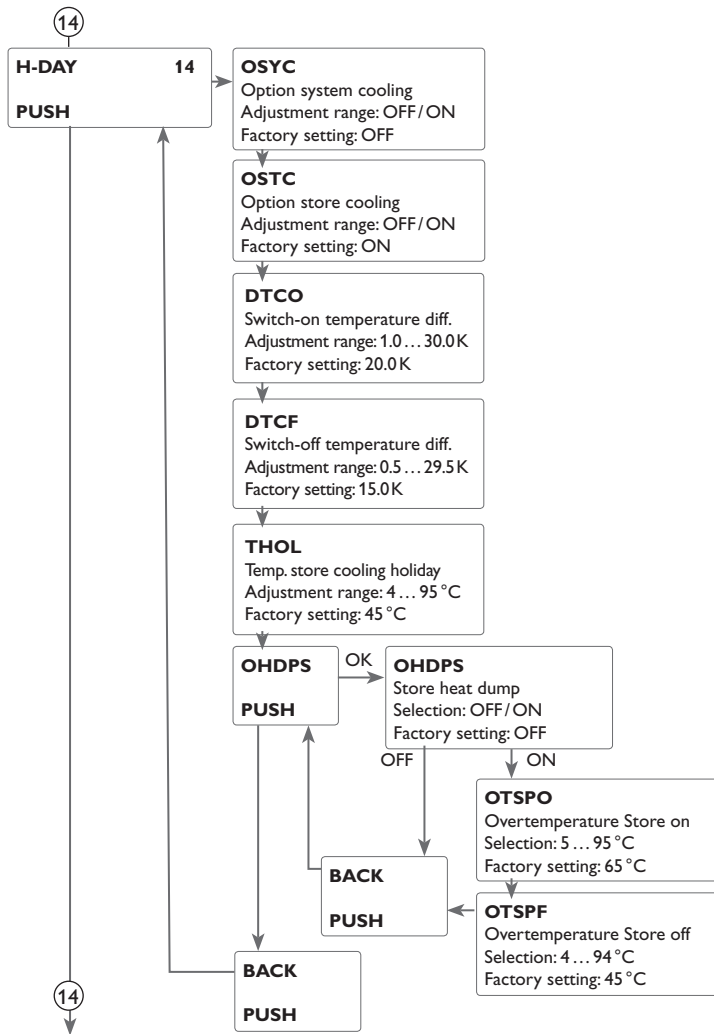 14
H-DAY 14
PUSH
OSYC
Option system cooling
Adjustment range: OFF / ON
Factory setting: OFF
OSTC
Option store cooling
Adjustment range: OFF / ON
Factory setting: ON
DTCO
Switch-on temperature diff.
Adjustment range: 1.0 … 30.0 K
Factory setting: 20.0 K
DTCF
Switch-off temperature diff.
Adjustment range: 0.5 … 29.5 K
Factory setting: 15.0 K
THOL
Temp. store cooling holiday
Adjustment range: 4 … 95 °C
Factory setting: 45 °C
OHDPS
PUSH
OK
OHDPS
Store heat dump
Selection: OFF / ON
Factory setting: OFF
OFF
ON
OTSPO
Overtemperature Store on
Selection: 5 … 95 °C
Factory setting: 65 °C
OTSPF
Overtemperature Store off
Selection: 4 … 94 °C
Factory setting: 45 °C
BACK
PUSH
BACK
PUSH
14